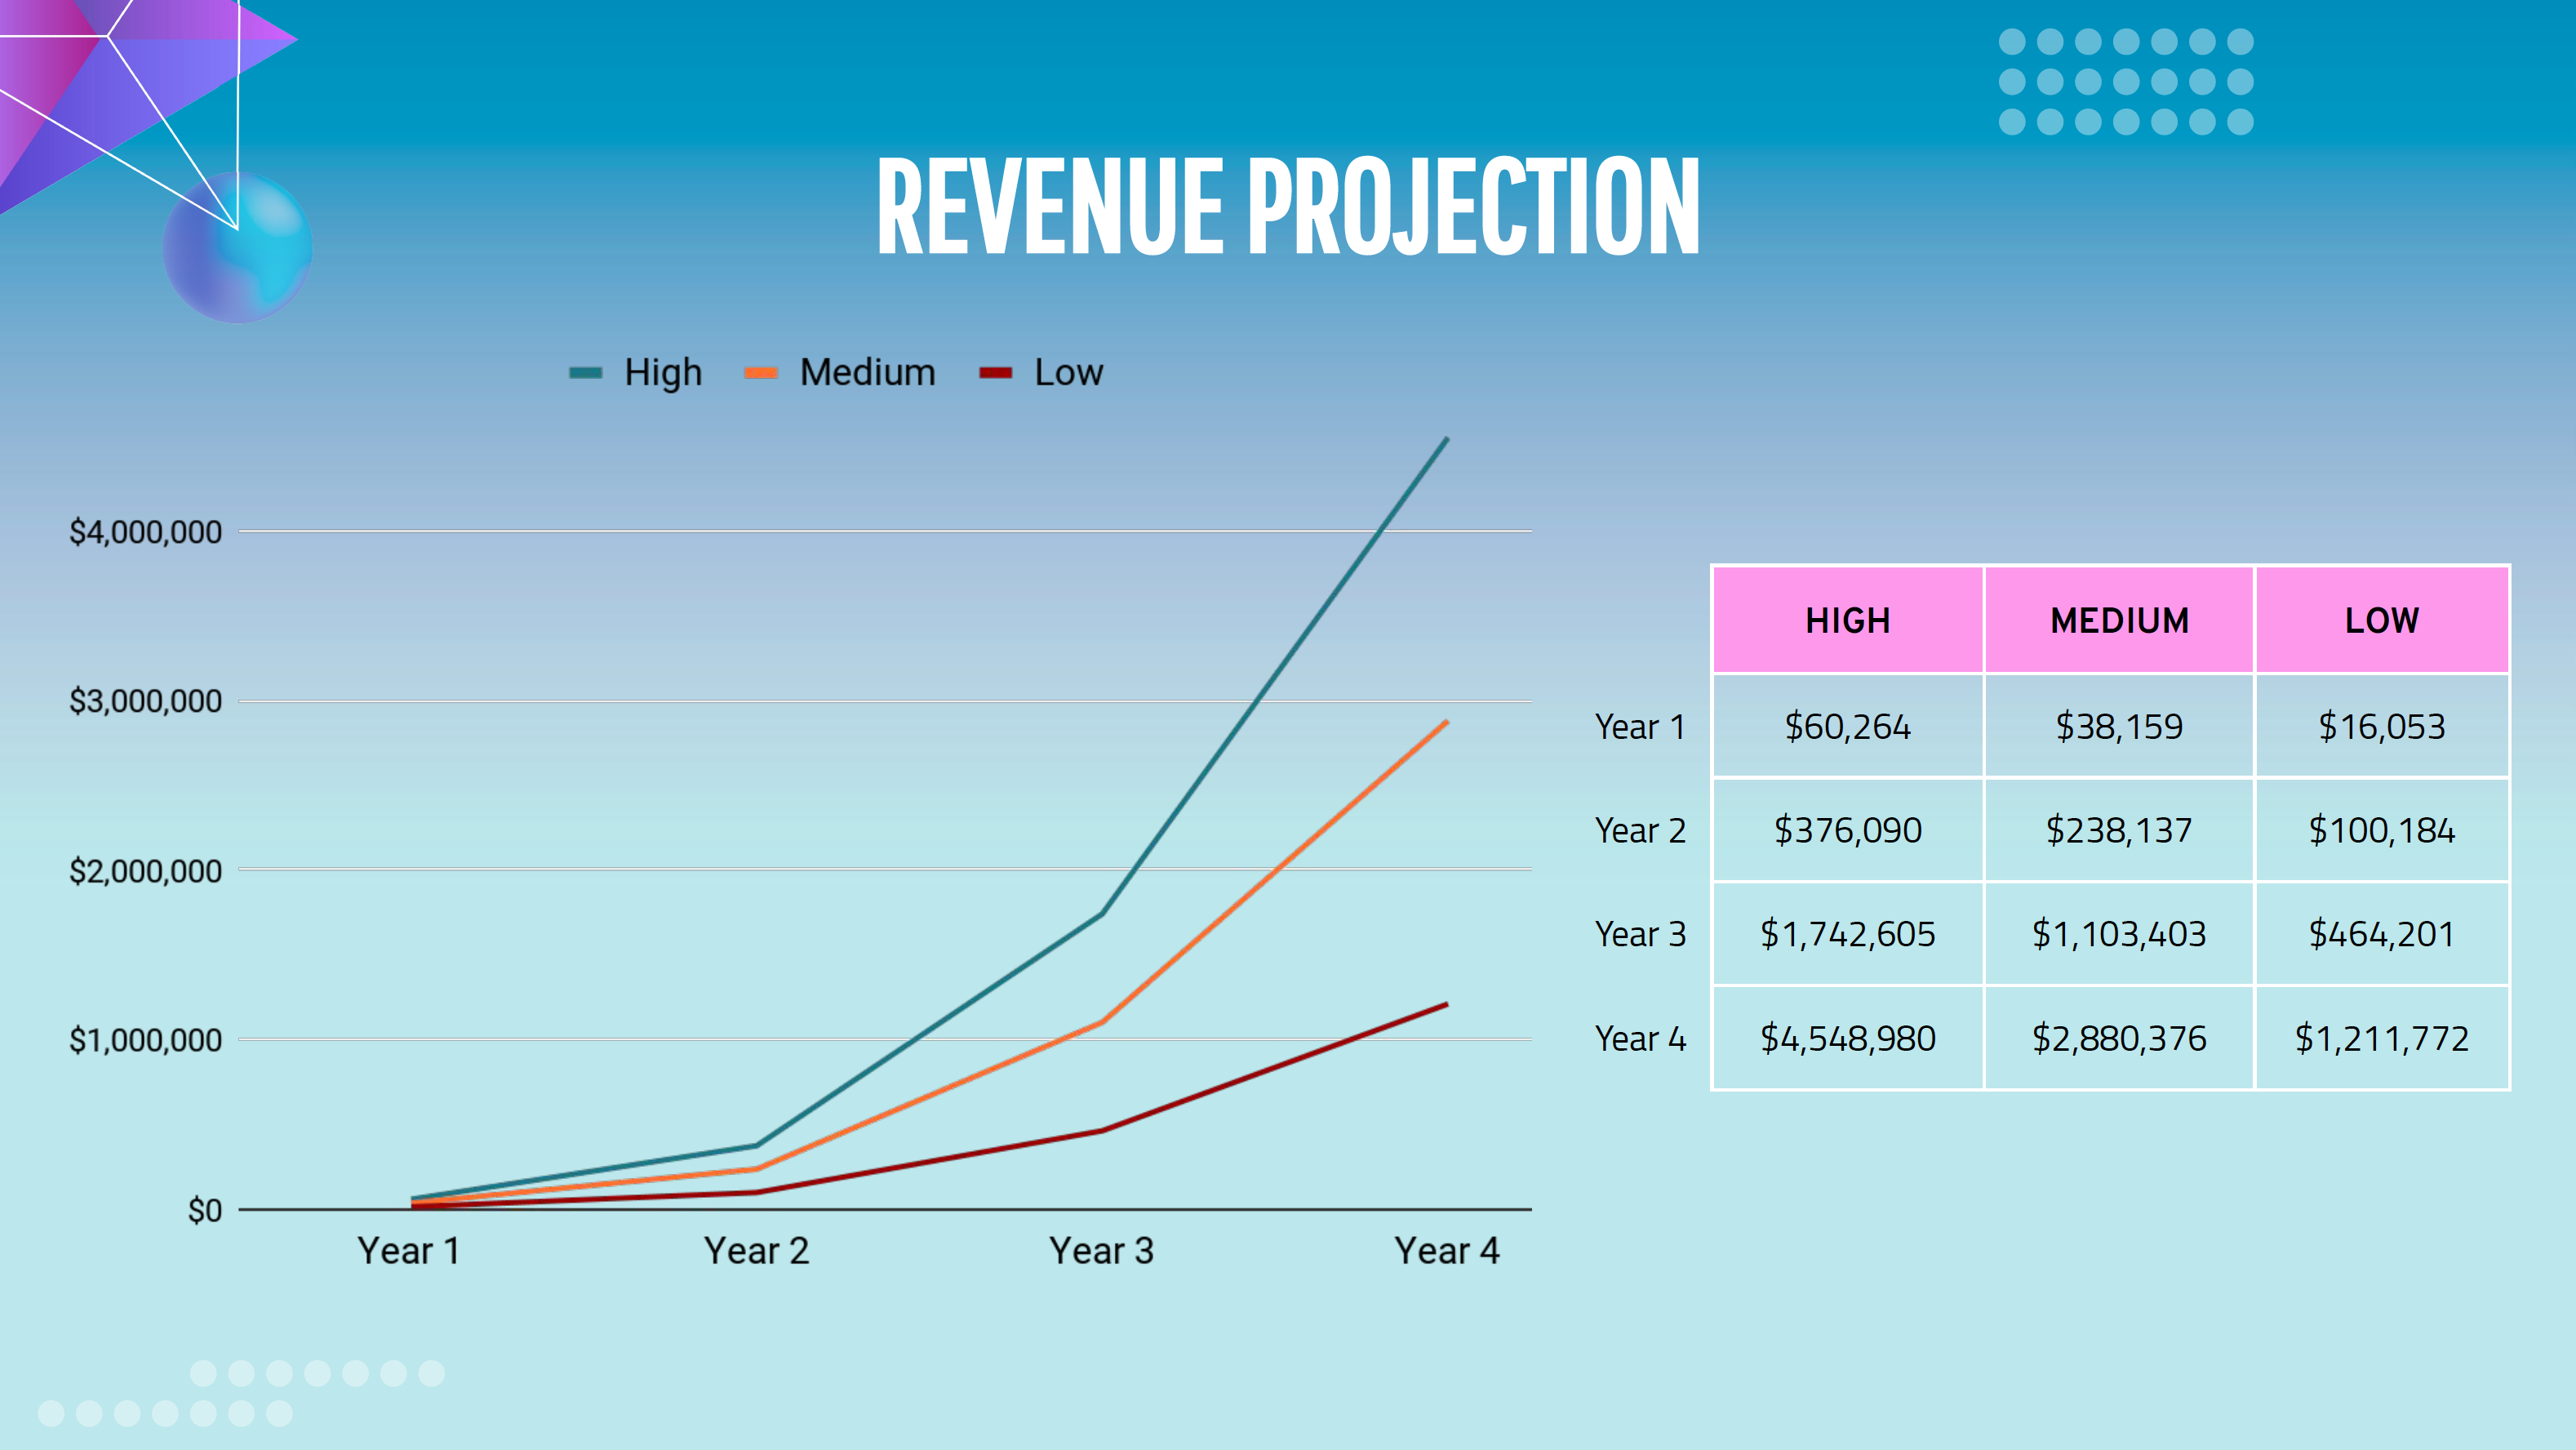 REVENUE PROJECTION
High Medium Low
$4,000,000
$3,000,000
$2,000,000
$1,000,000
$0
Year 1 Year 2 Year 3 Year 4
HIGH MEDIUM LOW
Year 1 $60,264 $38,159 $16,053
Year 2 $376,090 $238,137 $100,184
Year 3 $1,742,605 $1,103,403 $464,201
Year 4 $4,548,980 $2,880,376 $1,211,772